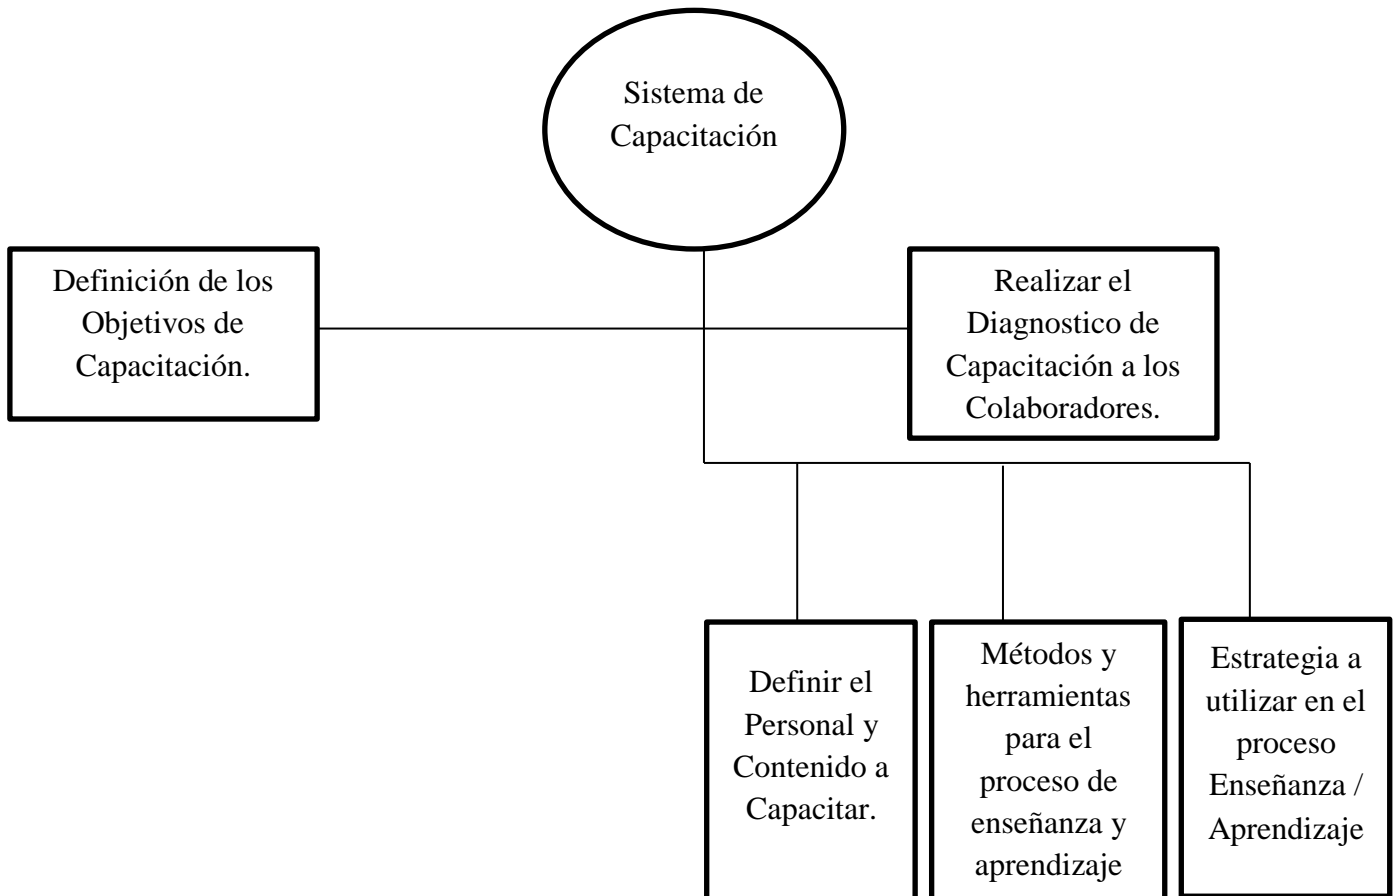 Sistema de
Capacitación
Definición de los
Objetivos de
Capacitación.
Realizar el
Diagnostico de
Capacitación a los
Colaboradores.
Definir el
Personal y
Contenido a
Capacitar.
Métodos y
herramientas
para el
proceso de
enseñanza y
aprendizaje
Estrategia a
utilizar en el
proceso
Enseñanza /
Aprendizaje